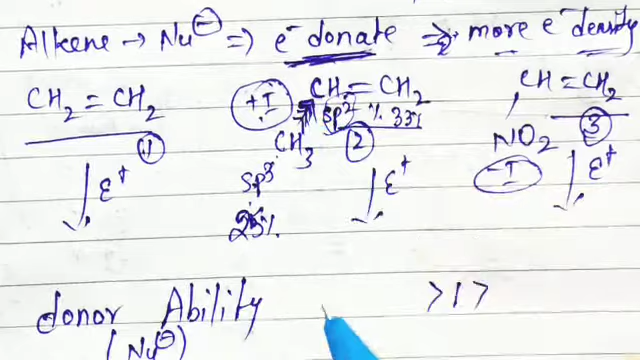 Alkene → Nu⊖ ⇒ e⁻ donate ⇒ more e⁻ density
CH₂ = CH₂ +I CH = CH₂ CH = CH₂
sp² % 33%
① CH₃ ② NO₂ ③
↓ E⁺ sp³ ↓ E⁺ -I ↓ E⁺
25%
donor Ability > 1 >
(Nu⊖)